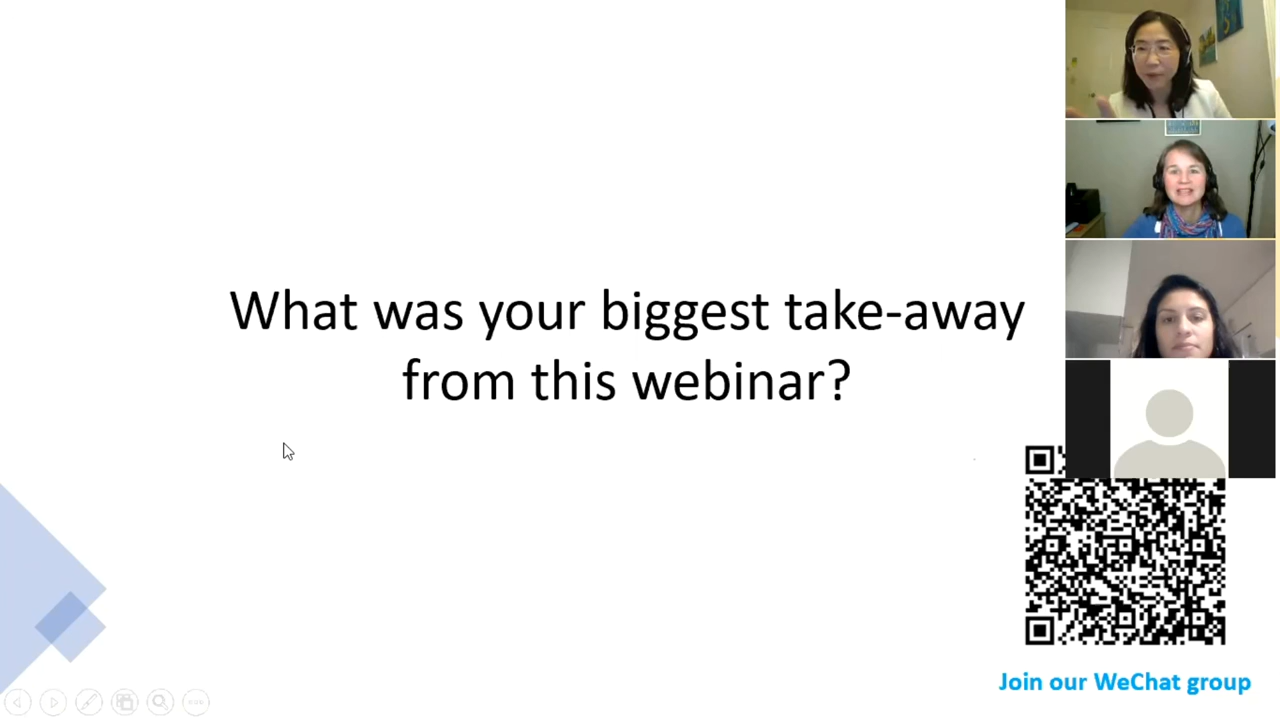 What was your biggest take-away
from this webinar?
Join our WeChat group